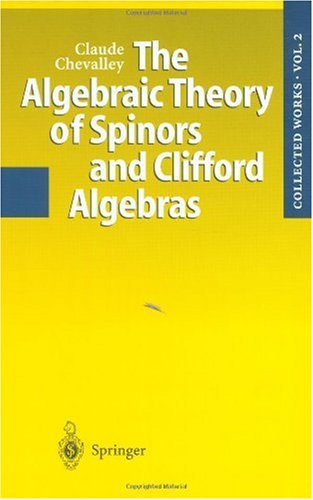 Claude
Chevalley
The
Algebraic Theory
of Spinors
and Clifford
Algebras
COLLECTED WORKS · VOL. 2
Springer